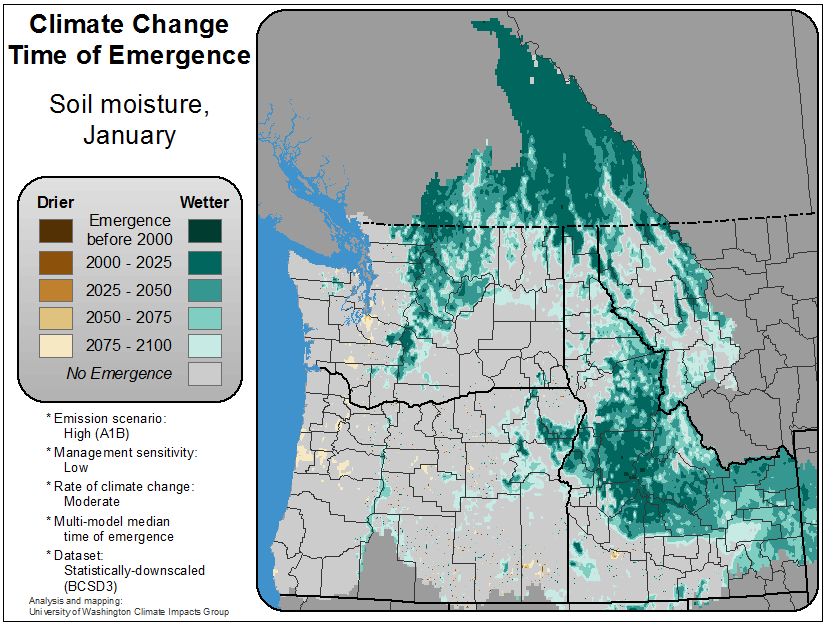 Climate Change
Time of Emergence
Soil moisture,
January
Drier Wetter
Emergence
before 2000
2000 - 2025
2025 - 2050
2050 - 2075
2075 - 2100
No Emergence
* Emission scenario:
High (A1B)
* Management sensitivity:
Low
* Rate of climate change:
Moderate
* Multi-model median
time of emergence
* Dataset:
Statistically-downscaled
(BCSD3)
Analysis and mapping:
University of Washington Climate Impacts Group